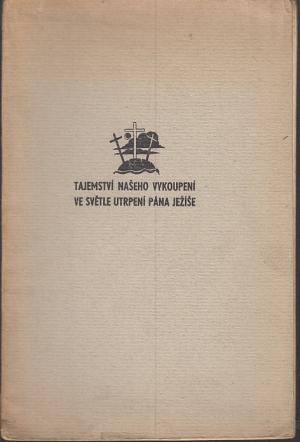 TAJEMSTVÍ NAŠEHO VYKOUPENÍ
VE SVĚTLE UTRPENÍ PÁNA JEŽÍŠE